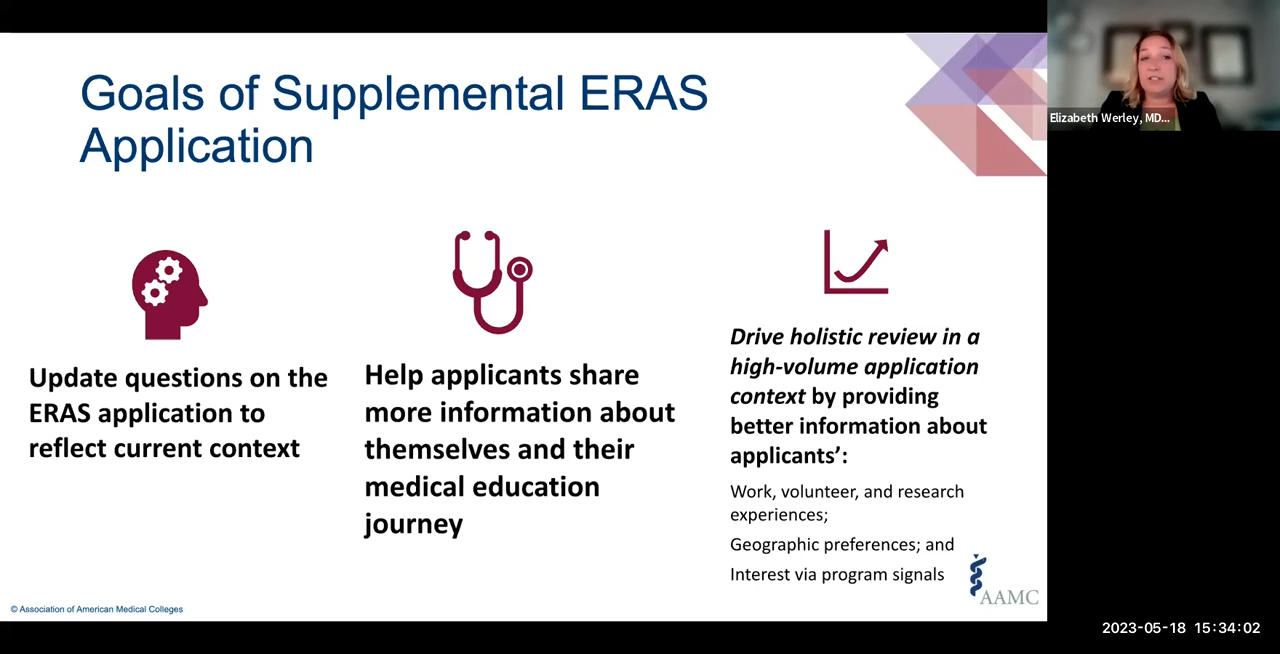 Goals of Supplemental ERAS
Application
Elizabeth Werley, MD...
Update questions on the
ERAS application to
reflect current context
Help applicants share
more information about
themselves and their
medical education
journey
Drive holistic review in a
high-volume application
context by providing
better information about
applicants’:
Work, volunteer, and research
experiences;
Geographic preferences; and
Interest via program signals
AAMC
© Association of American Medical Colleges
2023-05-18 15:34:02